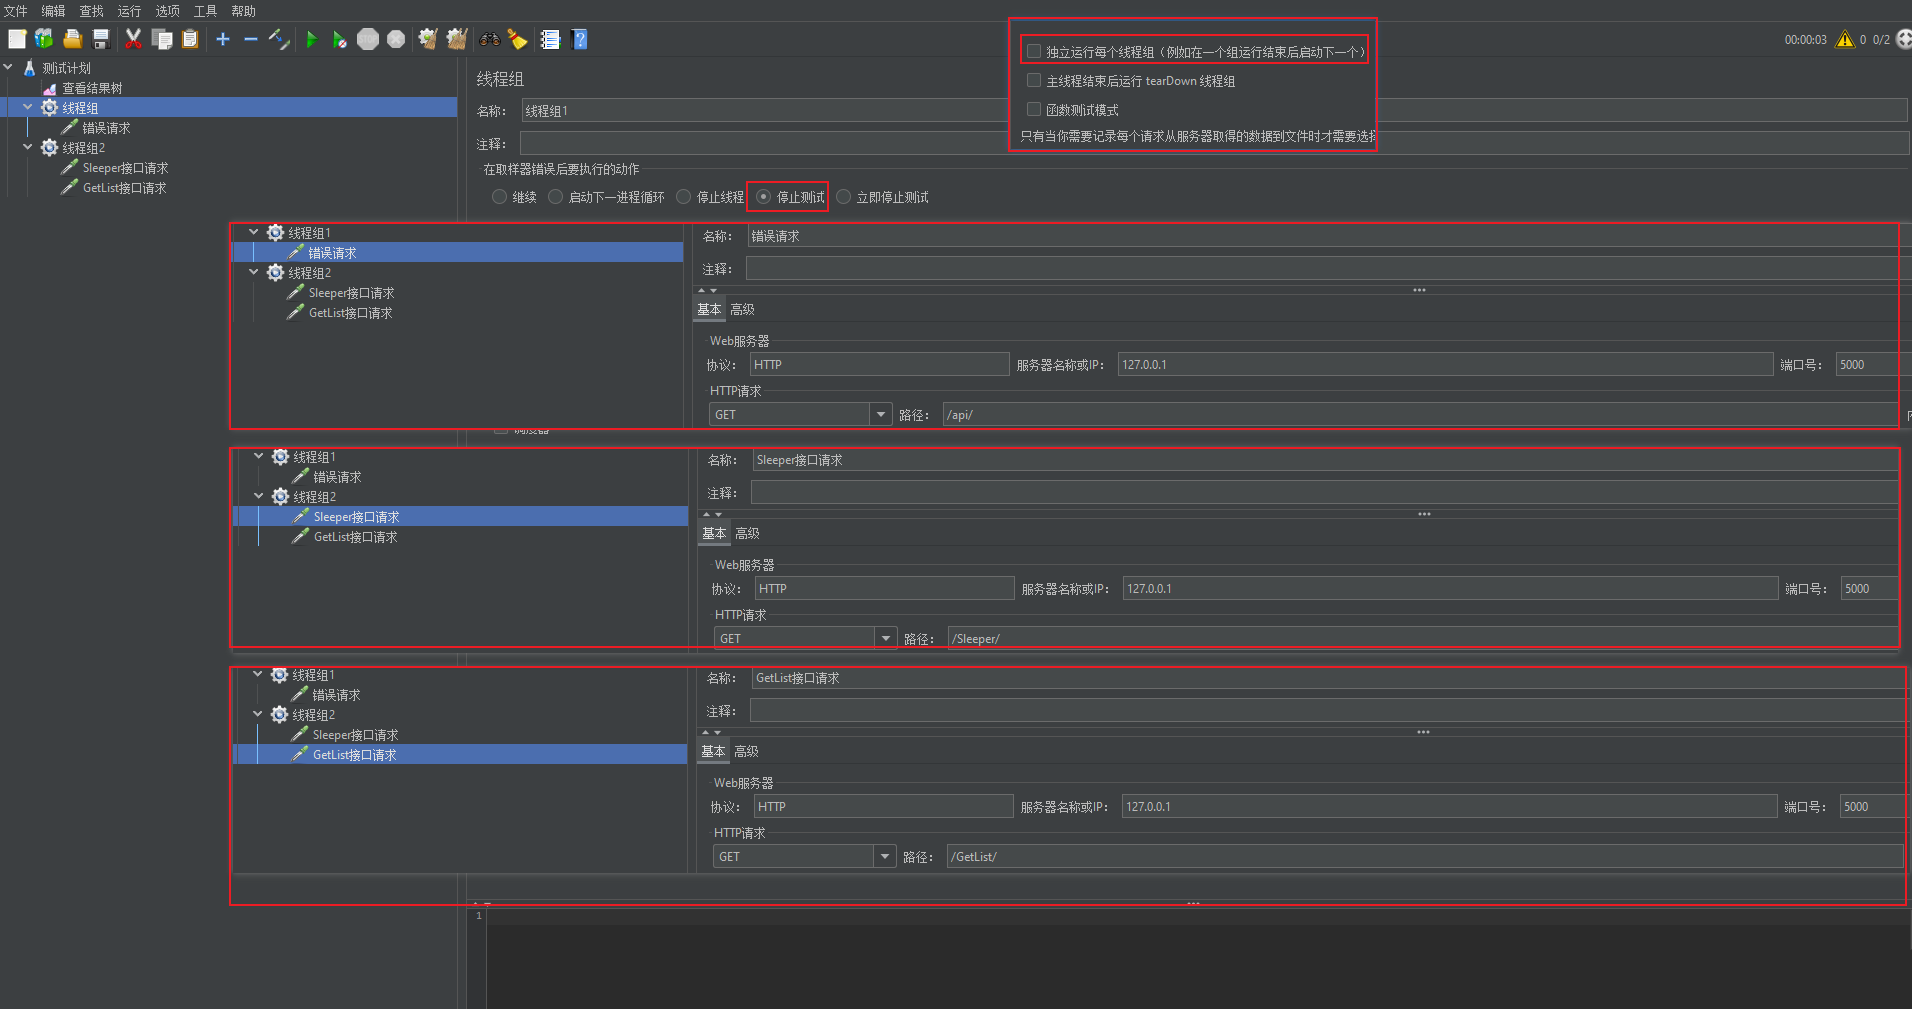 文件 编辑 查找 运行 选项 工具 帮助
00:00:03 0 0/2
测试计划
查看结果树
线程组
错误请求
线程组2
Sleeper接口请求
GetList接口请求
线程组
名称： 线程组1
注释：
在取样器错误后要执行的动作
继续 启动下一进程循环 停止线程 停止测试 立即停止测试
独立运行每个线程组（例如在一个组运行结束后启动下一个）
主线程结束后运行 tearDown 线程组
函数测试模式
只有当你需要记录每个请求从服务器取得的数据到文件时才需要选择
线程组1
错误请求
线程组2
Sleeper接口请求
GetList接口请求
名称： 错误请求
注释：
基本 高级
Web服务器
协议： HTTP 服务器名称或IP： 127.0.0.1 端口号： 5000
HTTP请求
GET 路径： /api/
调度器
线程组1
错误请求
线程组2
Sleeper接口请求
GetList接口请求
名称： Sleeper接口请求
注释：
基本 高级
Web服务器
协议： HTTP 服务器名称或IP： 127.0.0.1 端口号： 5000
HTTP请求
GET 路径： /Sleeper/
线程组1
错误请求
线程组2
Sleeper接口请求
GetList接口请求
名称： GetList接口请求
注释：
基本 高级
Web服务器
协议： HTTP 服务器名称或IP： 127.0.0.1 端口号： 5000
HTTP请求
GET 路径： /GetList/
1